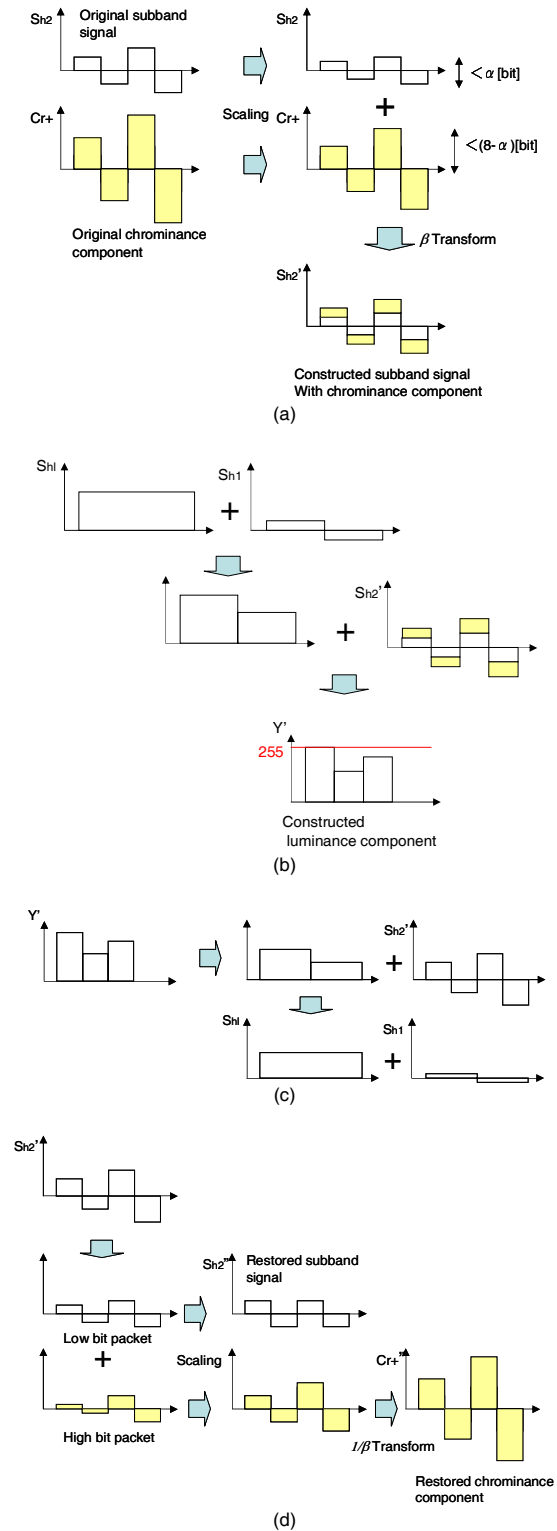 Sh2
Original subband
signal
Sh2
< α [bit]
+
Cr+
Scaling
Cr+
<(8- α)[bit]
Original chrominance
component
β Transform
Sh2'
Constructed subband signal
With chrominance component
(a)
Shl
+
Sh1
+
Sh2'
Y'
255
Constructed
luminance component
(b)
Y'
+
Sh2'
Shl
+
Sh1
(c)
Sh2'
Sh2"
Restored subband
signal
Low bit packet
+
Scaling
Cr+"
High bit packet
1/β Transform
Restored chrominance
component
(d)